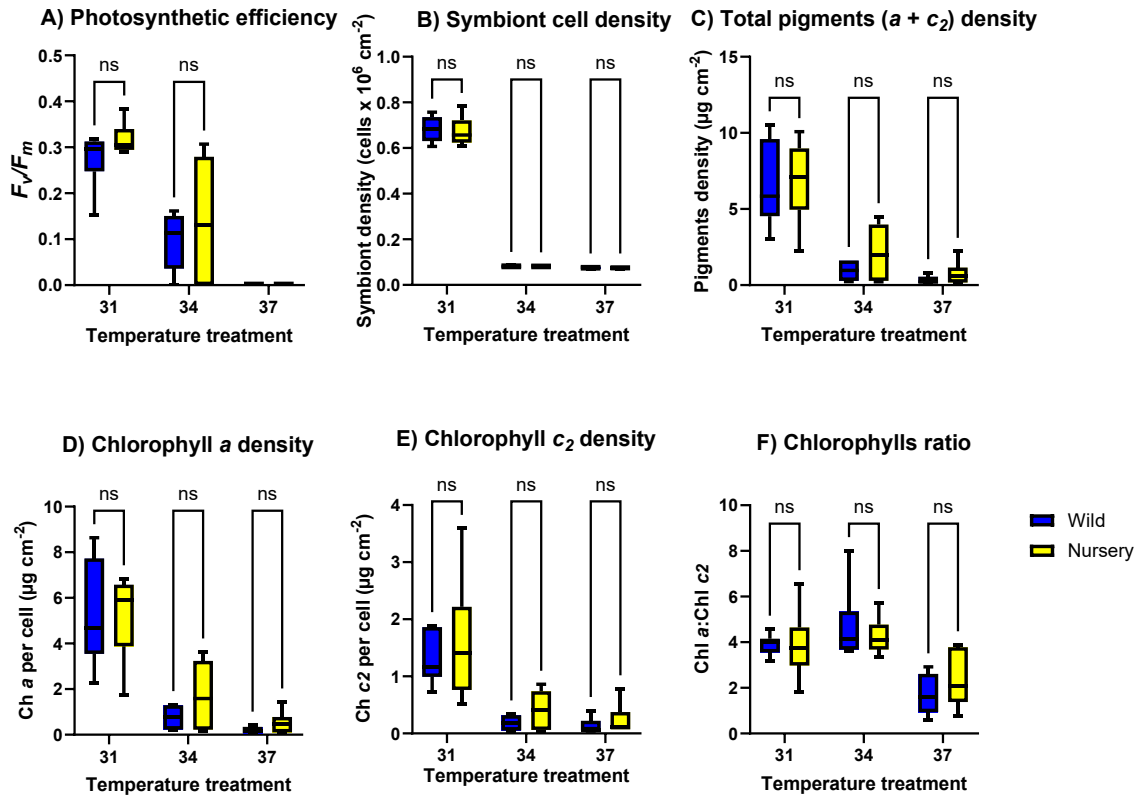 A) Photosynthetic efficiency
Fv/Fm
0.5
0.4
0.3
0.2
0.1
0.0
ns ns
31 34 37
Temperature treatment
B) Symbiont cell density
Symbiont density (cells x 10⁶ cm⁻²)
1.0
0.8
0.6
0.4
0.2
0.0
ns ns ns
31 34 37
Temperature treatment
C) Total pigments (a + c₂) density
Pigments density (µg cm⁻²)
15
10
5
0
ns ns ns
31 34 37
Temperature treatment
D) Chlorophyll a density
Ch a per cell (µg cm⁻²)
10
8
6
4
2
0
ns ns ns
31 34 37
Temperature treatment
E) Chlorophyll c₂ density
Ch c2 per cell (µg cm⁻²)
4
3
2
1
0
ns ns ns
31 34 37
Temperature treatment
F) Chlorophylls ratio
Chl a:Chl c2
10
8
6
4
2
0
ns ns ns
31 34 37
Temperature treatment
Wild
Nursery